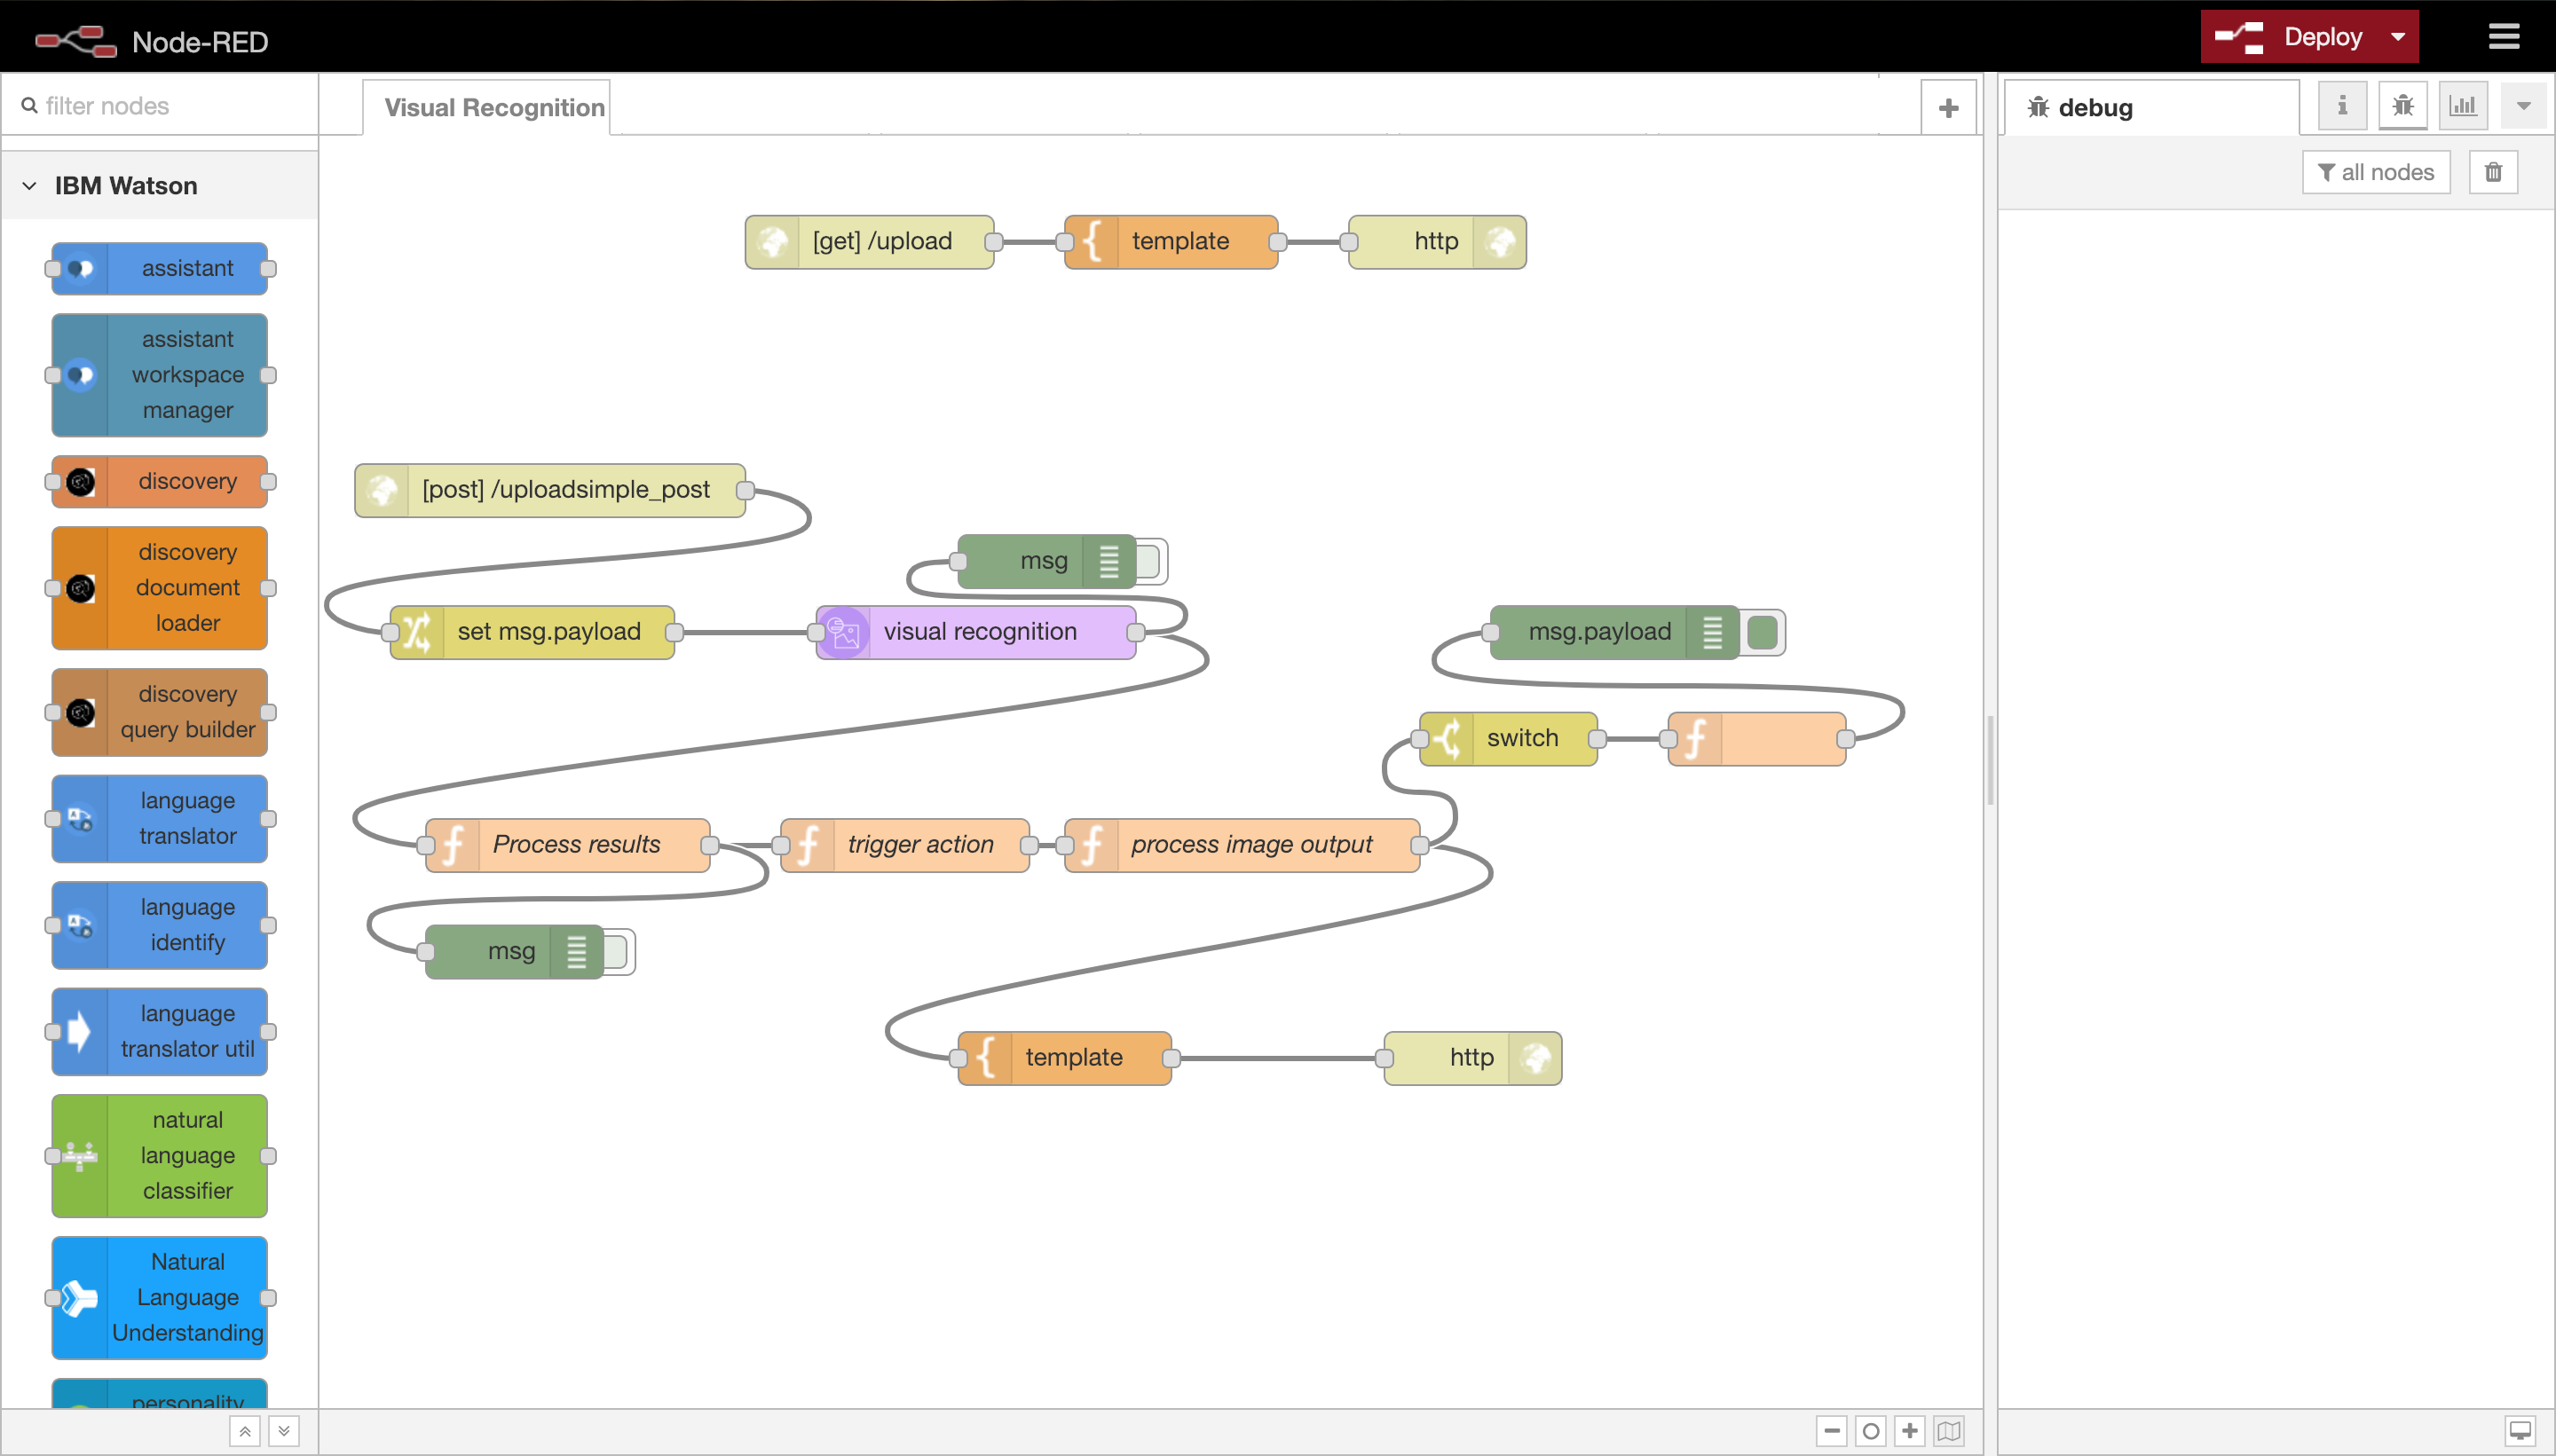 Node-RED
Deploy
filter nodes
Visual Recognition
debug
all nodes
IBM Watson
assistant
assistant
workspace
manager
discovery
discovery
document
loader
discovery
query builder
language
translator
language
identify
language
translator util
natural
language
classifier
Natural
Language
Understanding
personality
[get] /upload
template
http
[post] /uploadsimple_post
msg
set msg.payload
visual recognition
msg.payload
switch
Process results
trigger action
process image output
msg
template
http